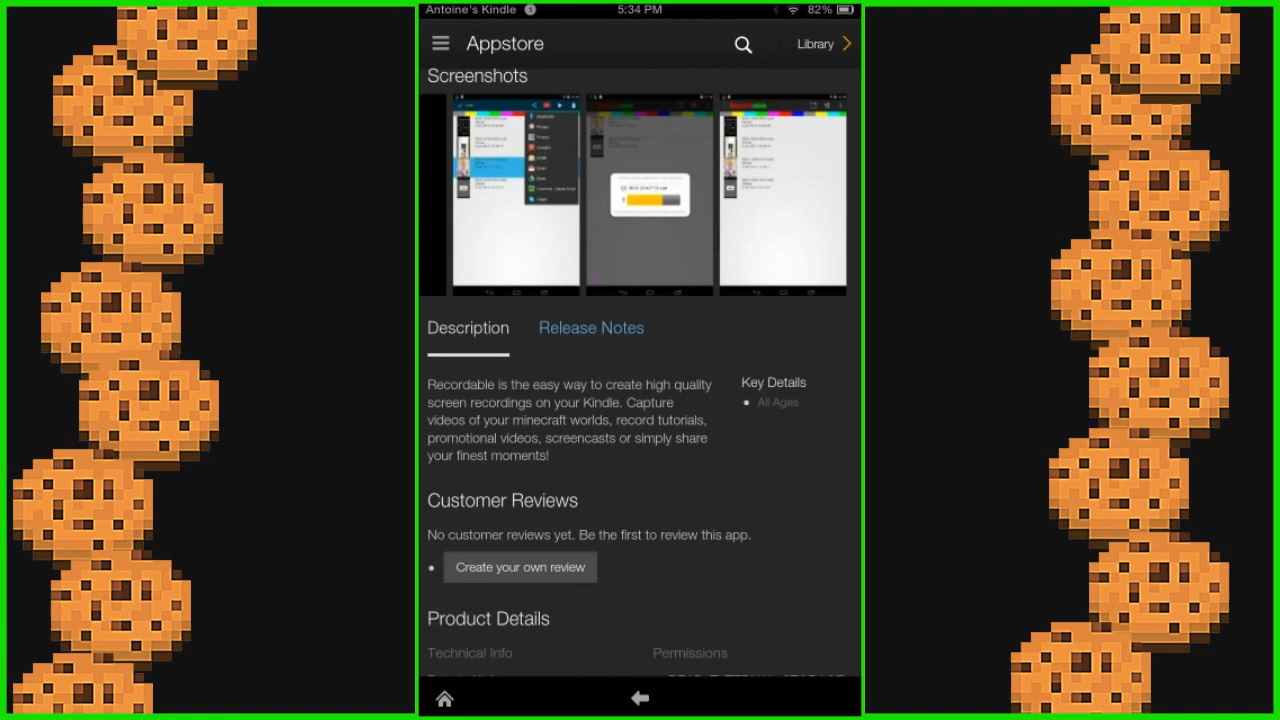 Antoine's Kindle 1 5:34 PM 82%
Appstore Library
Screenshots
Description Release Notes
Recordable is the easy way to create high quality
screen recordings on your Kindle. Capture
videos of your minecraft worlds, record tutorials,
promotional videos, screencasts or simply share
your finest moments!
Key Details
All Ages
Customer Reviews
No customer reviews yet. Be the first to review this app.
Create your own review
Product Details
Technical Info Permissions